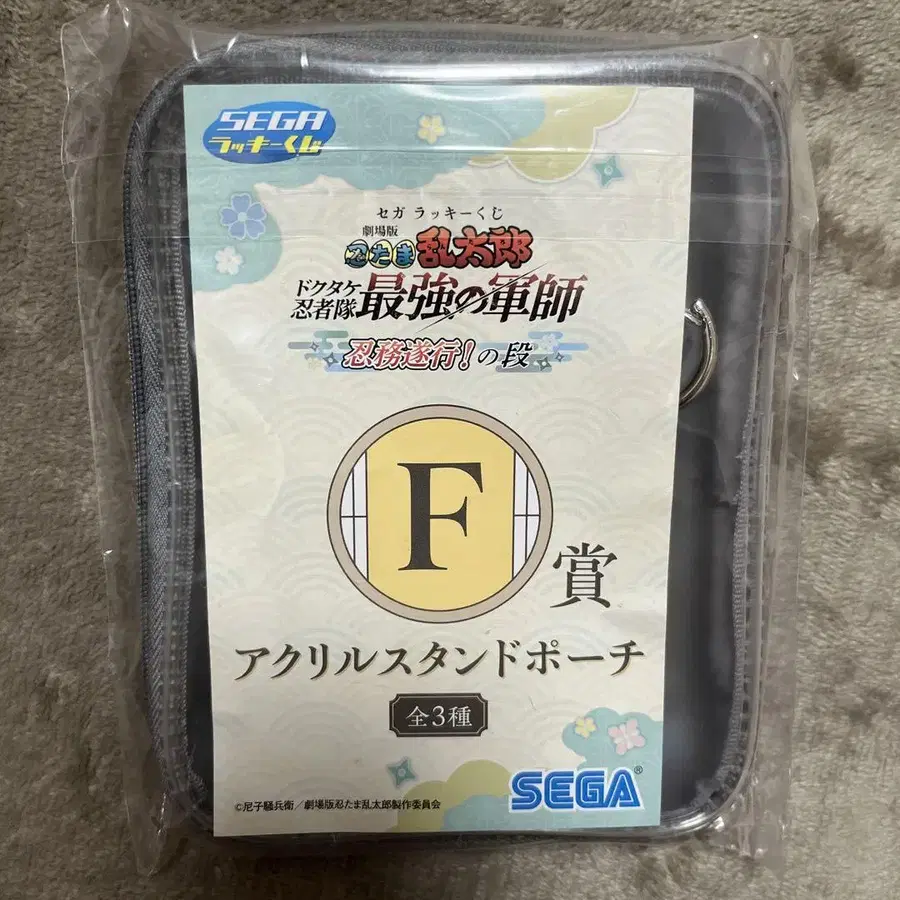 SEGA
ラッキーくじ
セガ ラッキーくじ
劇場版
忍たま乱太郎
ドクタケ
忍者隊
最強の軍師
忍務遂行!の段
F賞
アクリルスタンドポーチ
全3種
SEGA®
©尼子騒兵衛/劇場版忍たま乱太郎製作委員会